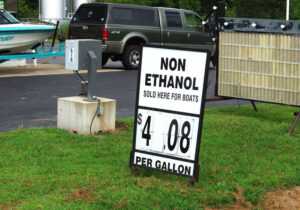 NON
ETHANOL
SOLD HERE FOR BOATS
$4.08
PER GALLON